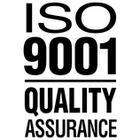 ISO
9001
QUALITY
ASSURANCE